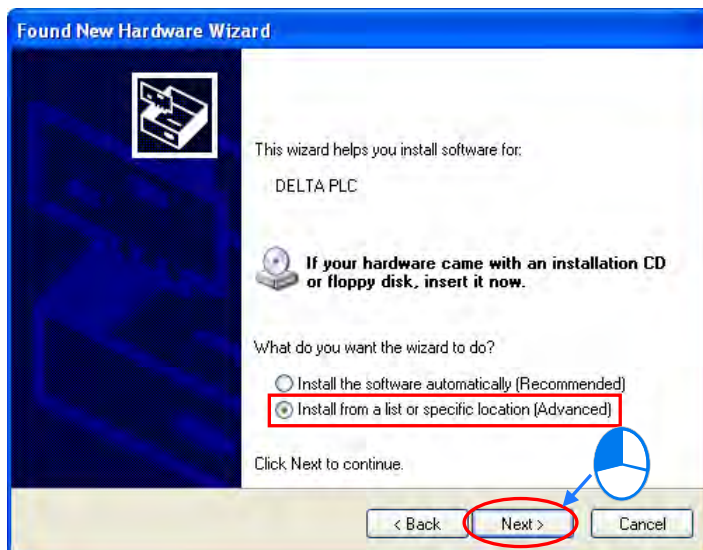 Found New Hardware Wizard
This wizard helps you install software for:
DELTA PLC
If your hardware came with an installation CD
or floppy disk, insert it now.
What do you want the wizard to do?
Install the software automatically (Recommended)
Install from a list or specific location (Advanced)
Click Next to continue.
< Back Next > Cancel